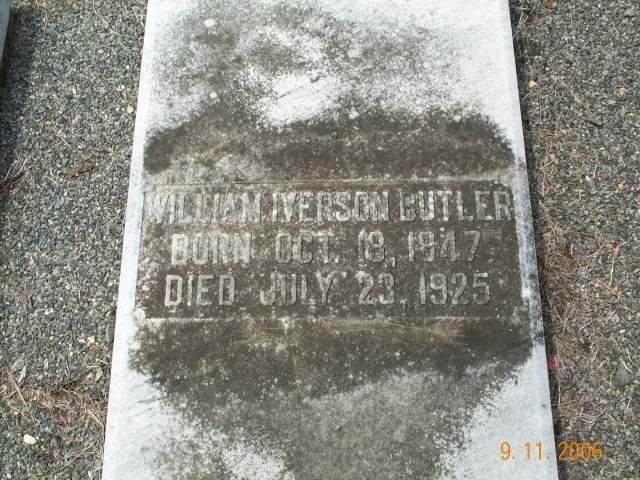 WILLIAM IVERSON BUTLER
BORN OCT. 18, 1847
DIED JULY 23, 1925
9.11.2006